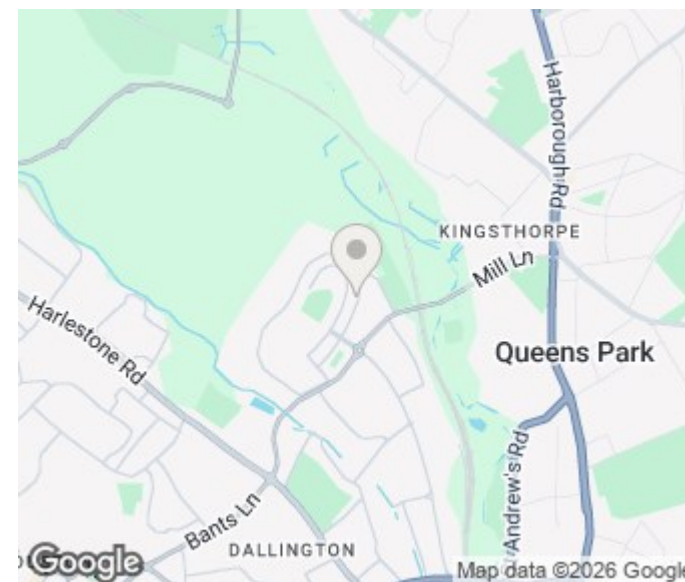 Harborough Rd
KINGSTHORPE
Mill Ln
Harlestone Rd
Queens Park
St Andrew's Rd
Bants Ln
DALLINGTON
Google
Map data ©2026 Google